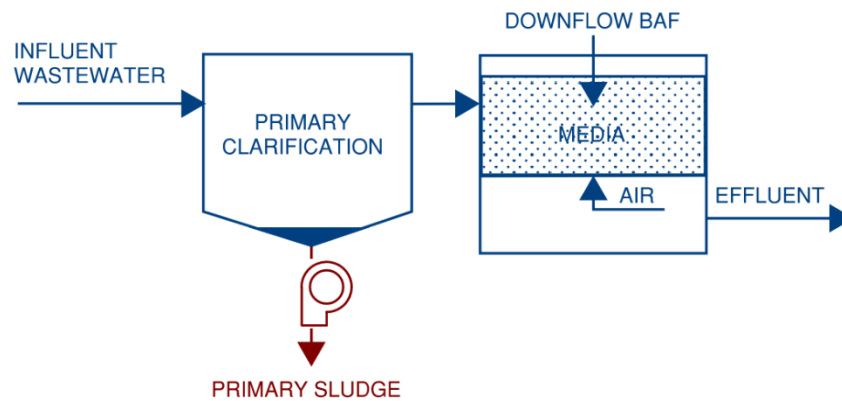 DOWNFLOW BAF
INFLUENT
WASTEWATER
PRIMARY
CLARIFICATION
MEDIA
AIR
EFFLUENT
PRIMARY SLUDGE